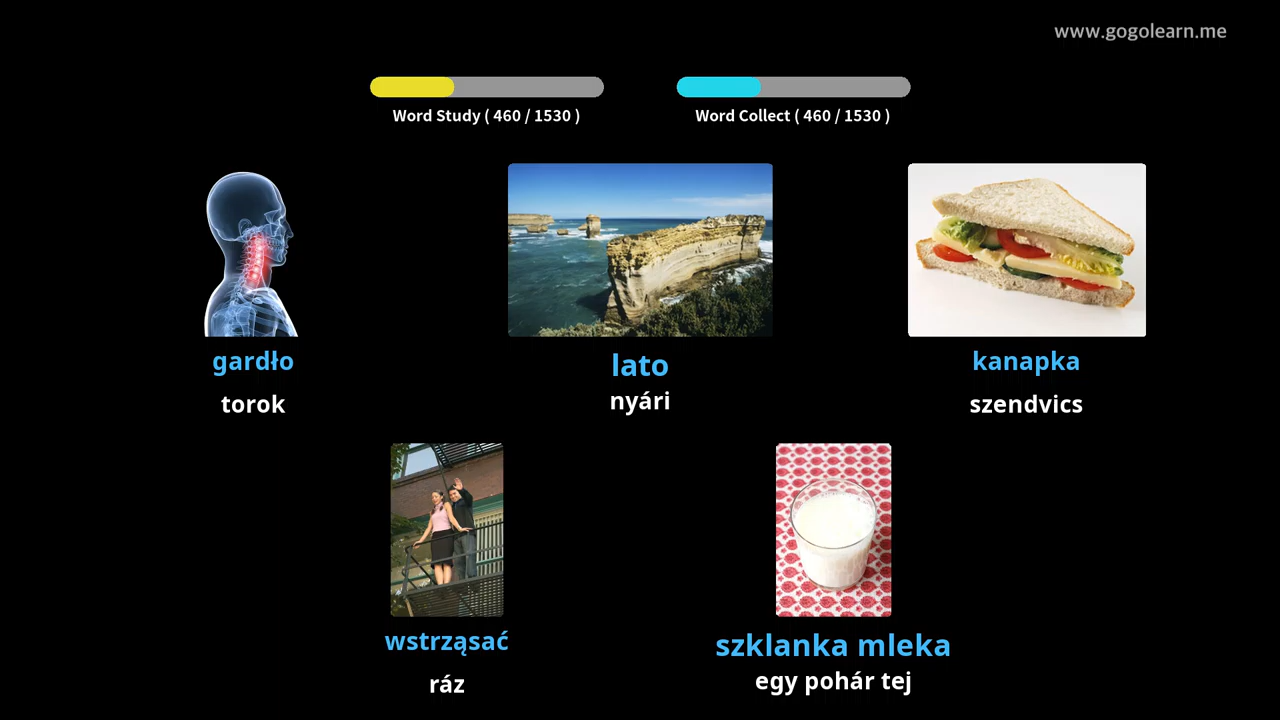 www.gogolearn.me
Word Study ( 460 / 1530 )
Word Collect ( 460 / 1530 )
gardło
torok
lato
nyári
kanapka
szendvics
wstrząsać
ráz
szklanka mleka
egy pohár tej